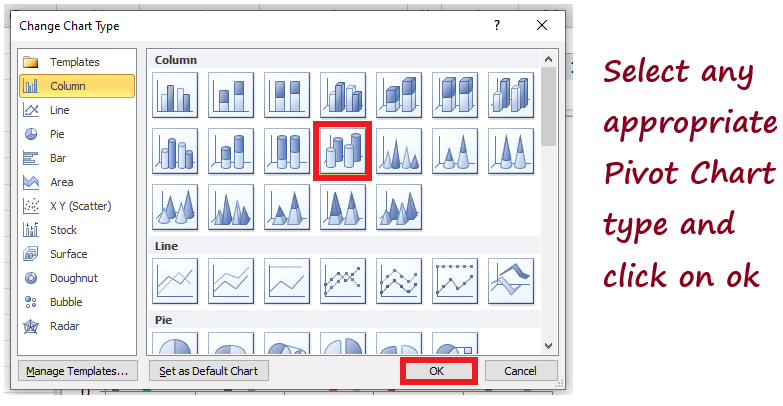 Change Chart Type
?
Templates
Column
Line
Pie
Bar
Area
X Y (Scatter)
Stock
Surface
Doughnut
Bubble
Radar
Column
Line
Pie
Manage Templates...
Set as Default Chart
OK
Cancel
Select any
appropriate
Pivot Chart
type and
click on ok